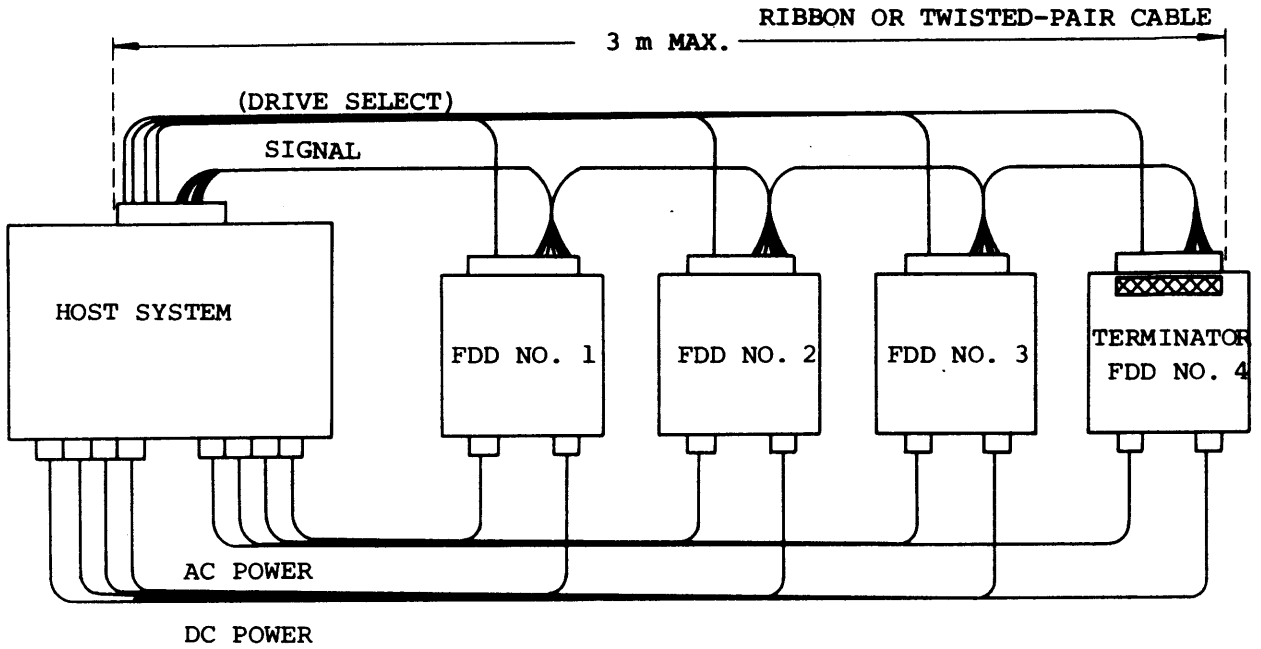 RIBBON OR TWISTED-PAIR CABLE
3 m MAX.
(DRIVE SELECT)
SIGNAL
HOST SYSTEM
FDD NO. 1
FDD NO. 2
FDD NO. 3
TERMINATOR
FDD NO. 4
AC POWER
DC POWER